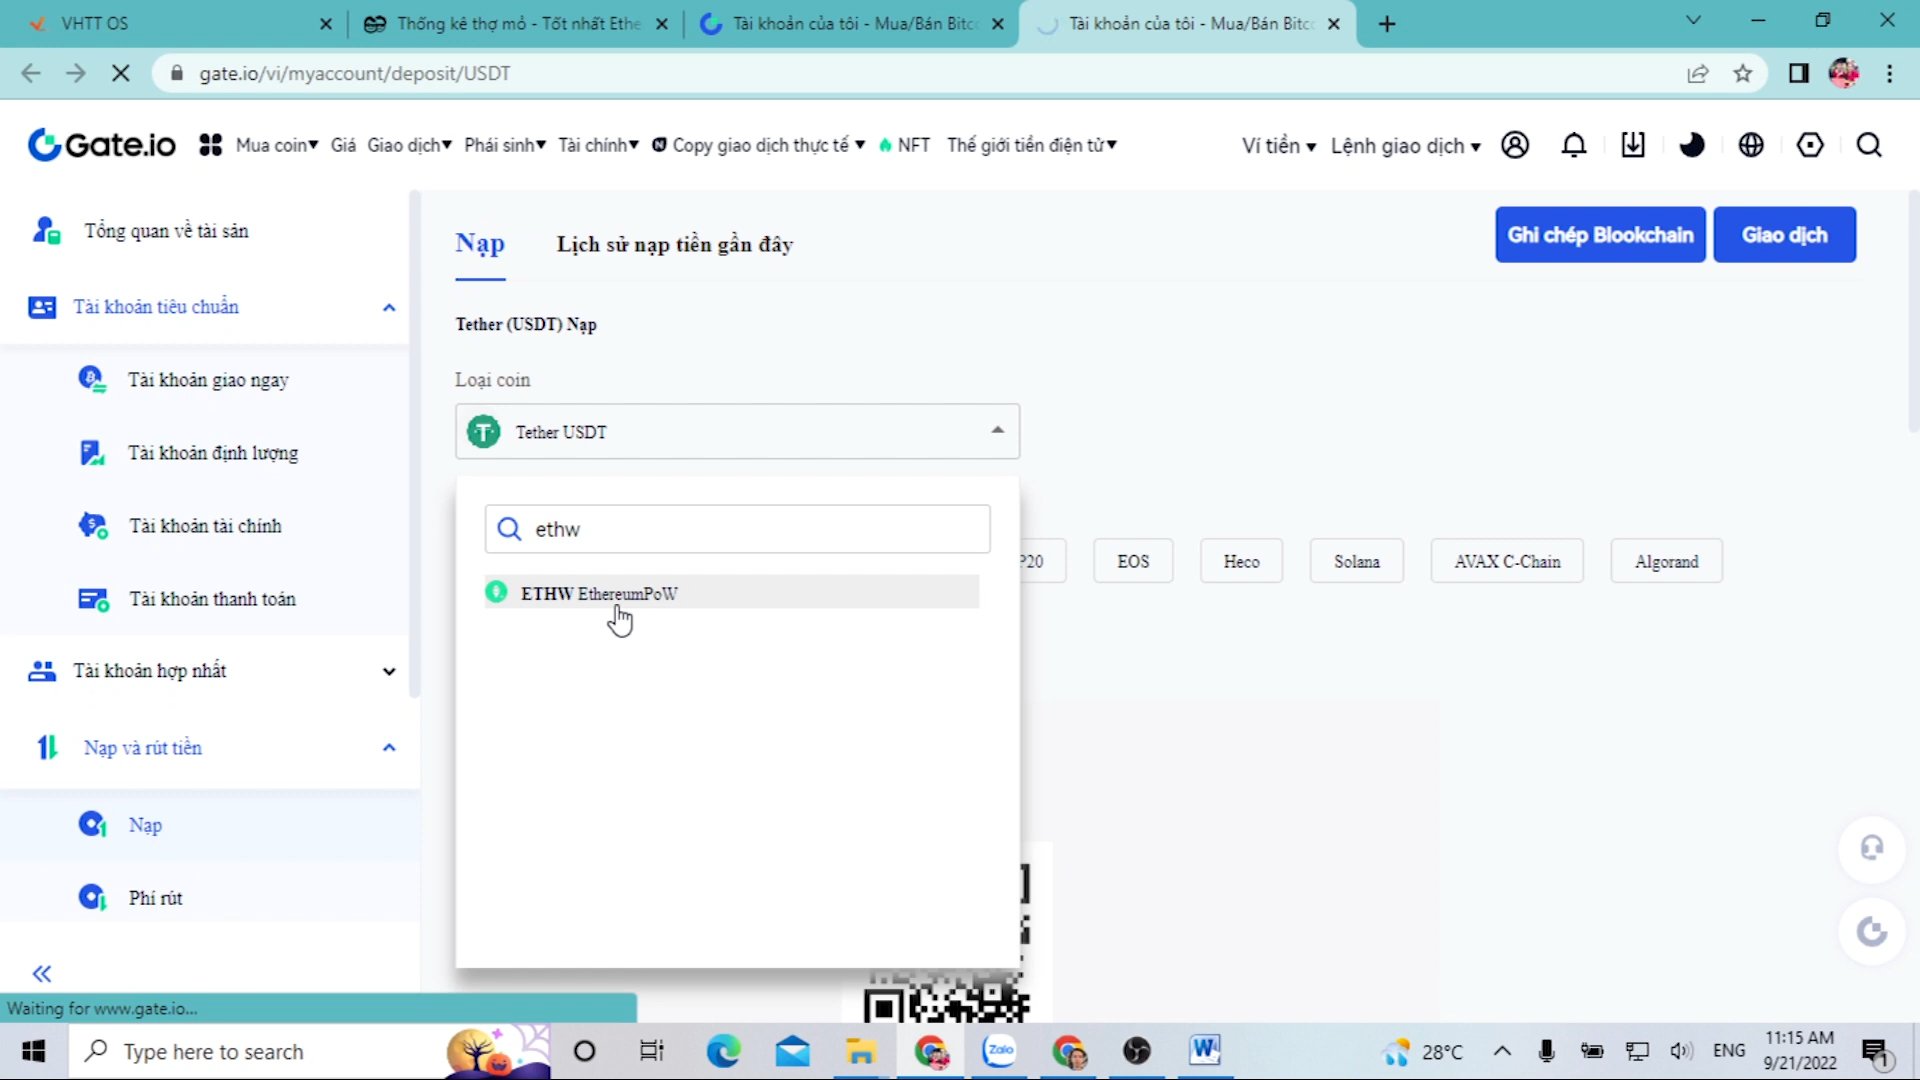 VHTT OS
Thống kê thợ mỏ - Tốt nhất Ethe
Tài khoản của tôi - Mua/Bán Bitc
Tài khoản của tôi - Mua/Bán Bitc
gate.io/vi/myaccount/deposit/USDT
Gate.io
Mua coin▾ Giá Giao dịch▾ Phái sinh▾ Tài chính▾ Copy giao dịch thực tế ▾ NFT Thế giới tiền điện tử▾
Ví tiền ▾ Lệnh giao dịch ▾
Tổng quan về tài sản
Tài khoản tiêu chuẩn
Tài khoản giao ngay
Tài khoản định lượng
Tài khoản tài chính
Tài khoản thanh toán
Tài khoản hợp nhất
Nạp và rút tiền
Nạp
Phí rút
Nạp
Lịch sử nạp tiền gần đây
Ghi chép Blookchain
Giao dịch
Tether (USDT) Nạp
Loại coin
Tether USDT
ethw
ETHW EthereumPoW
P20
EOS
Heco
Solana
AVAX C-Chain
Algorand
Waiting for www.gate.io...
Type here to search
Zalo
28°C
ENG
11:15 AM
9/21/2022
1